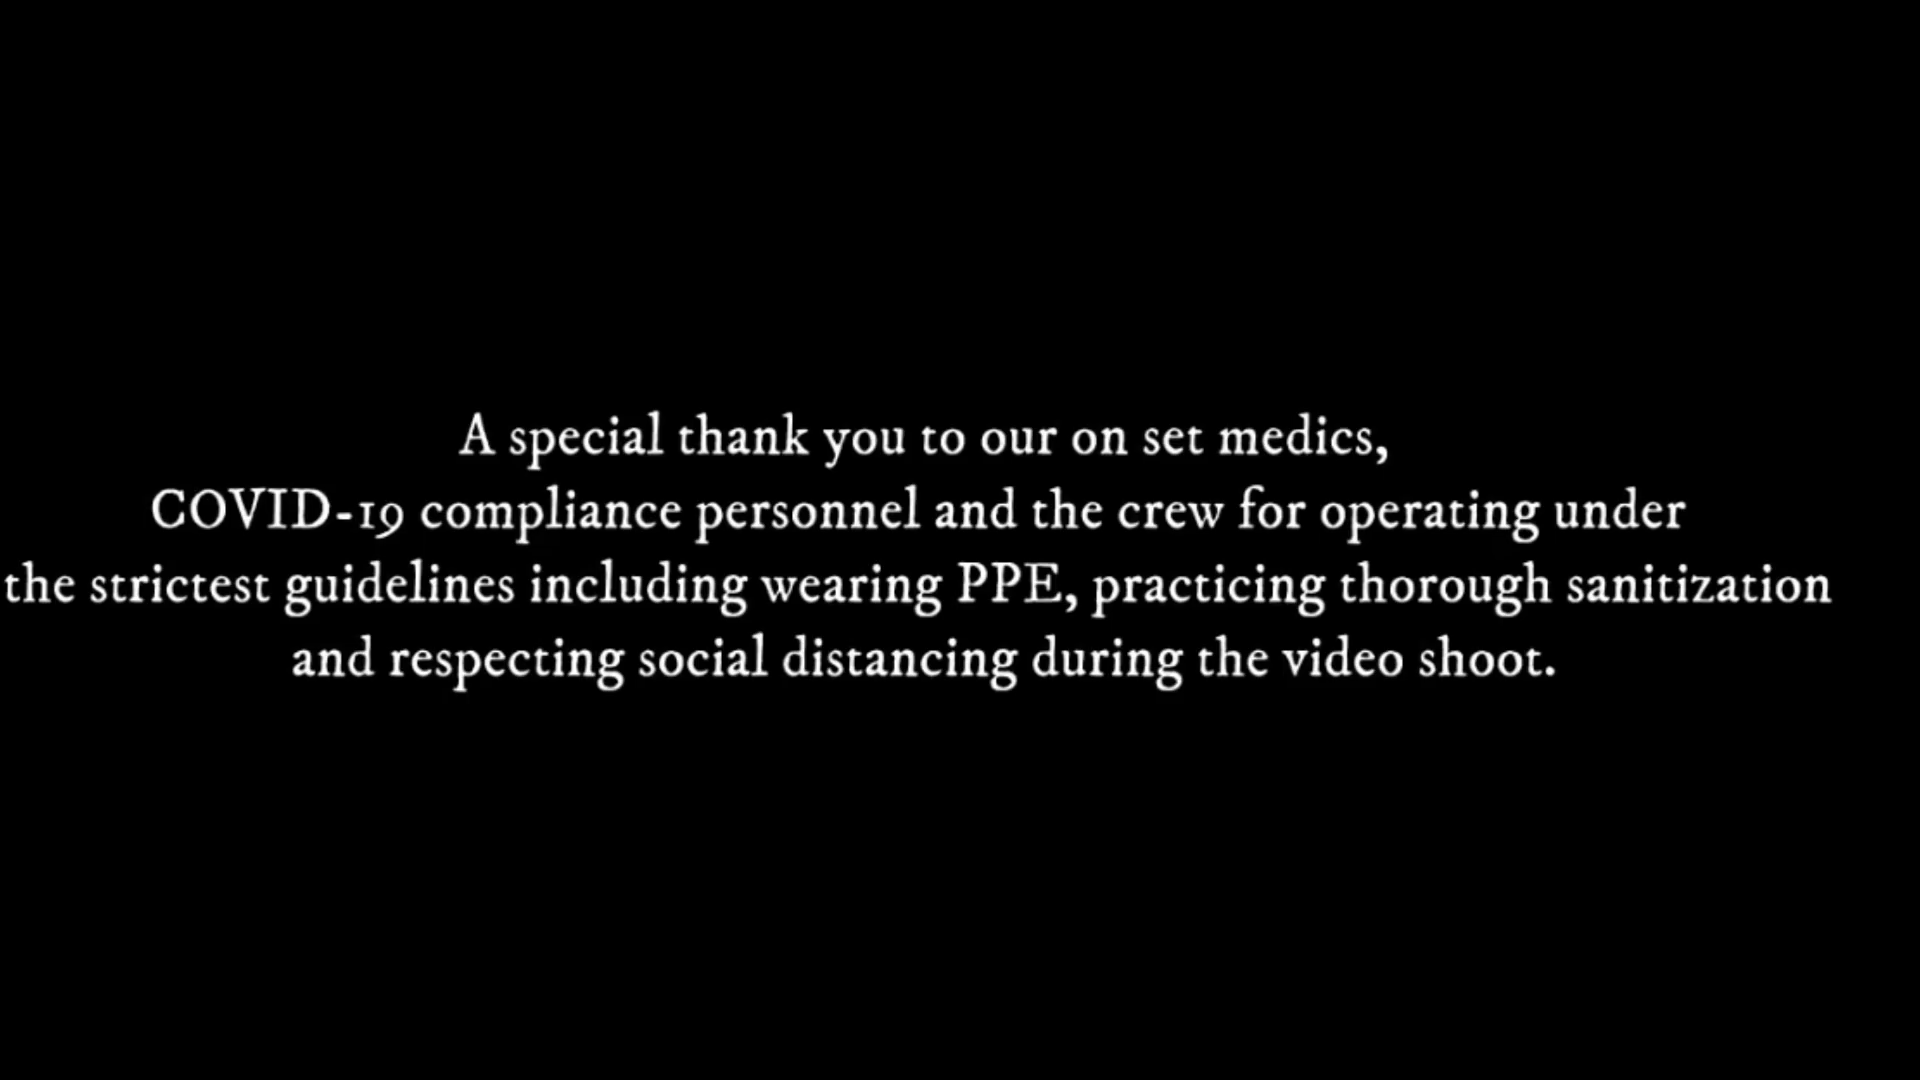 A special thank you to our on set medics,
COVID-19 compliance personnel and the crew for operating under
the strictest guidelines including wearing PPE, practicing thorough sanitization
and respecting social distancing during the video shoot.